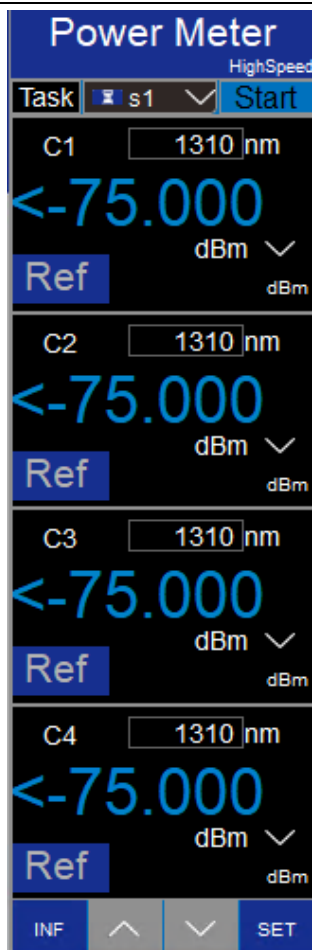 Power Meter
HighSpeed
Task s1 Start
C1 1310 nm
<-75.000
dBm
Ref dBm
C2 1310 nm
<-75.000
dBm
Ref dBm
C3 1310 nm
<-75.000
dBm
Ref dBm
C4 1310 nm
<-75.000
dBm
Ref dBm
INF SET